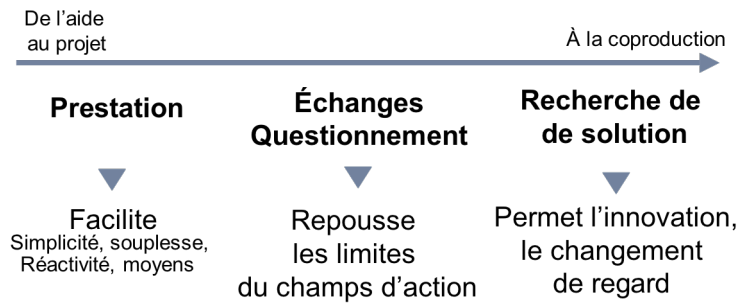 De l’aide
au projet
À la coproduction
Prestation
Échanges
Questionnement
Recherche de
de solution
Facilite
Simplicité, souplesse,
Réactivité, moyens
Repousse
les limites
du champs d’action
Permet l’innovation,
le changement
de regard